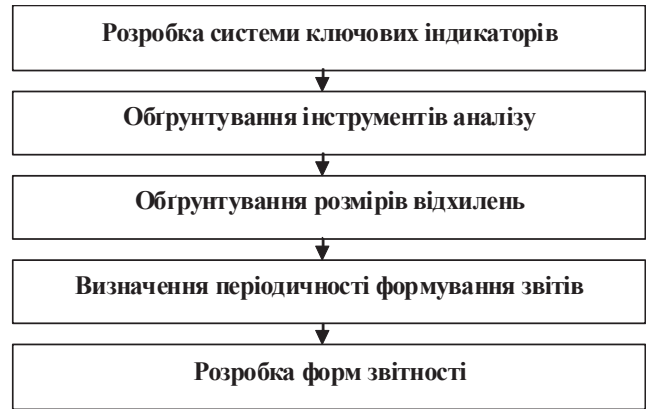 Розробка системи ключових індикаторів
Обґрунтування інструментів аналізу
Обґрунтування розмірів відхилень
Визначення періодичності формування звітів
Розробка форм звітності